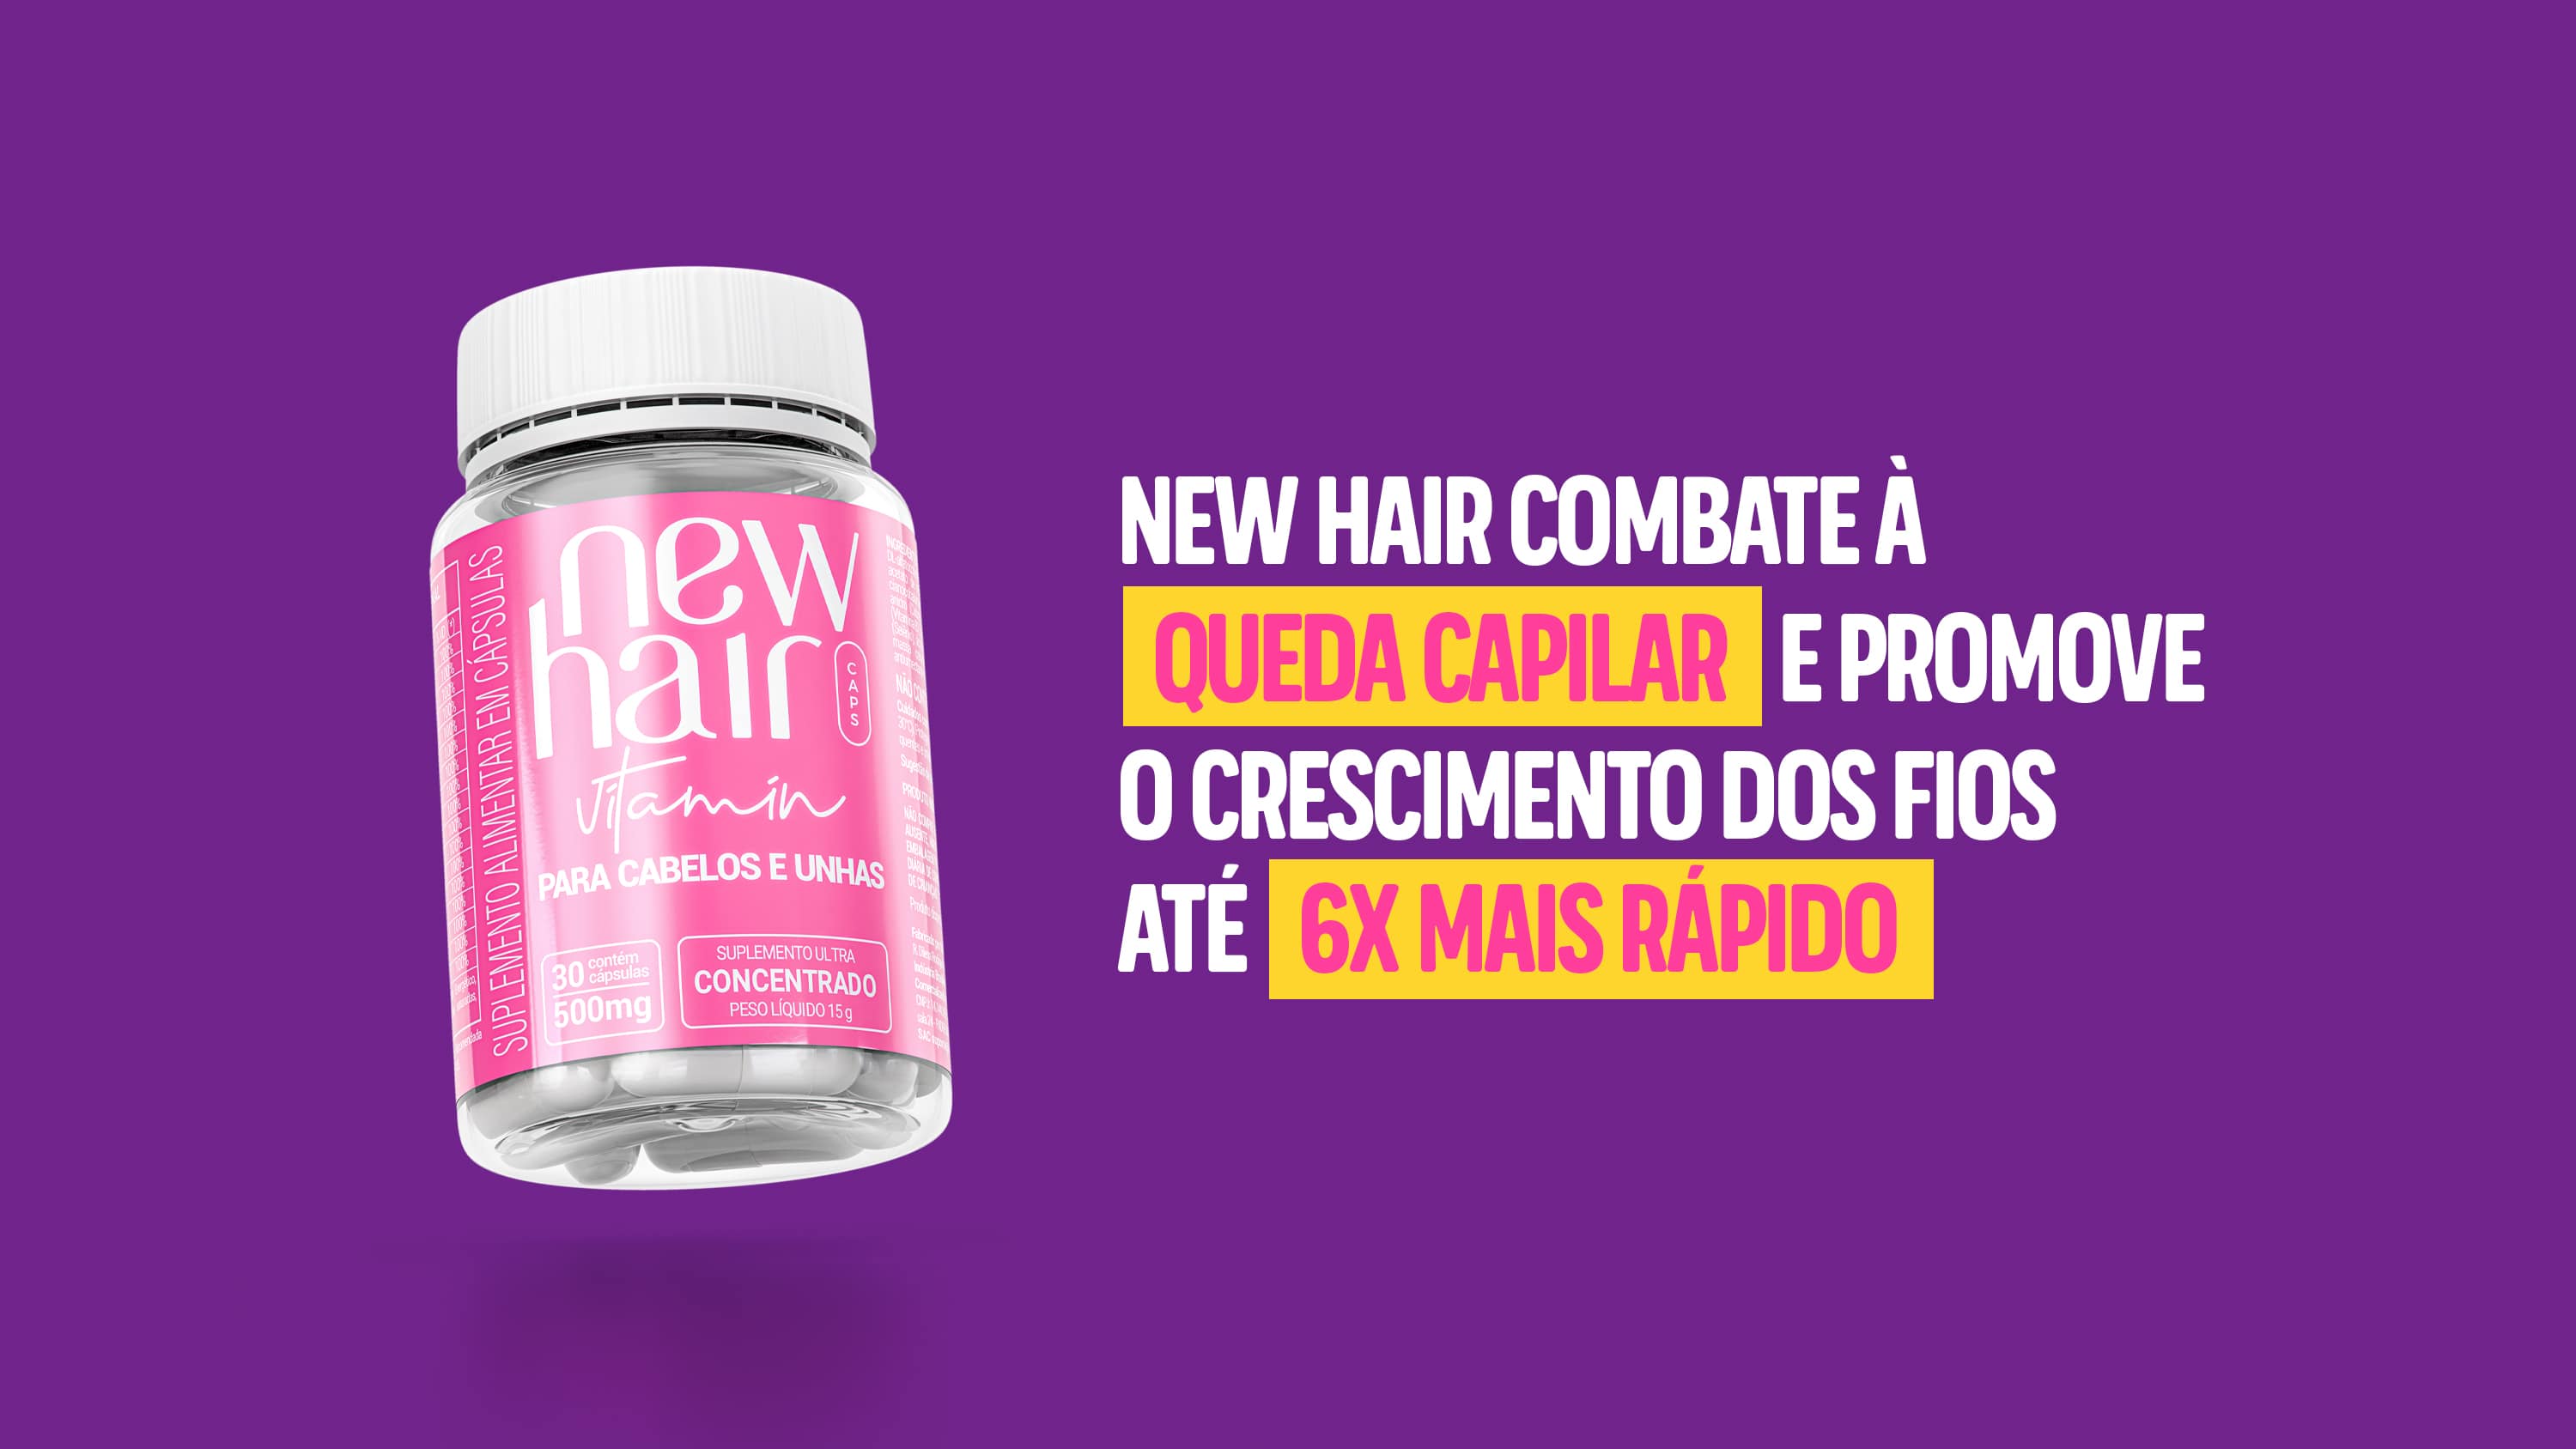 new
hair
CAPS
vitamin
PARA CABELOS E UNHAS
30 contém cápsulas
500mg
SUPLEMENTO ULTRA
CONCENTRADO
PESO LÍQUIDO 15 g
SUPLEMENTO ALIMENTAR EM CÁPSULAS
NEW HAIR COMBATE À
QUEDA CAPILAR E PROMOVE
O CRESCIMENTO DOS FIOS
ATÉ 6X MAIS RÁPIDO